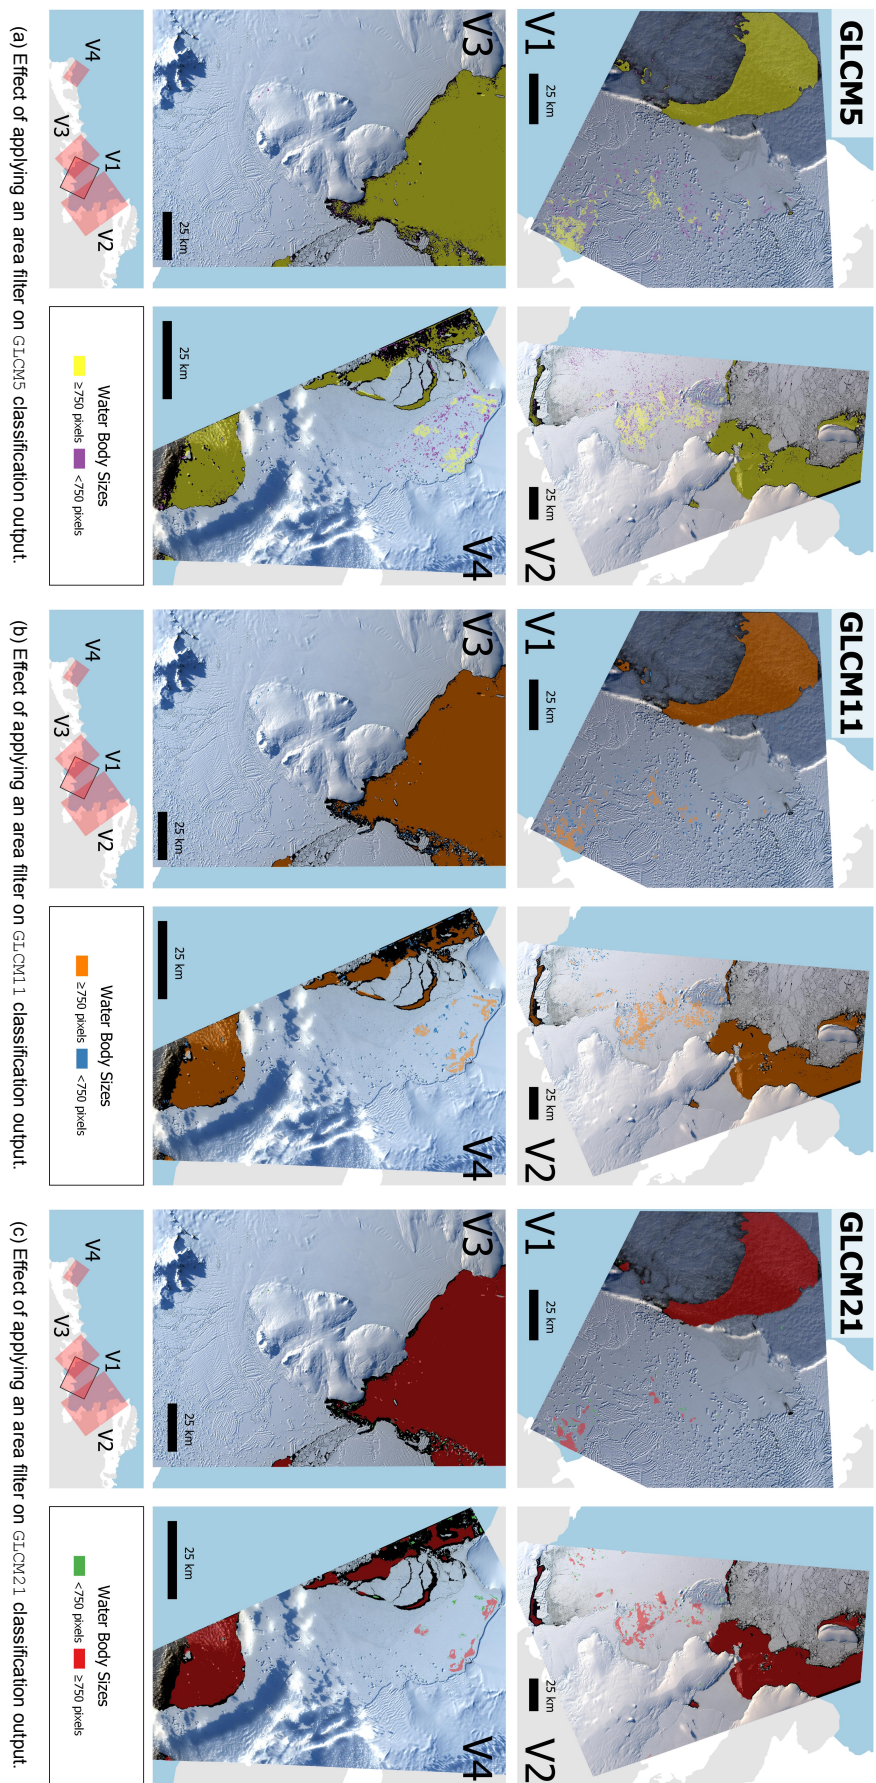 GLCM5
V1
25 km
V2
25 km
V3
25 km
V4
25 km
V4
V3
V1
V2
Water Body Sizes
≥750 pixels <750 pixels
(a) Effect of applying an area filter on GLCM5 classification output.
GLCM11
V1
25 km
V2
25 km
V3
25 km
V4
25 km
V4
V3
V1
V2
Water Body Sizes
≥750 pixels <750 pixels
(b) Effect of applying an area filter on GLCM11 classification output.
GLCM21
V1
25 km
V2
25 km
V3
25 km
V4
25 km
V4
V3
V1
V2
Water Body Sizes
<750 pixels ≥750 pixels
(c) Effect of applying an area filter on GLCM21 classification output.